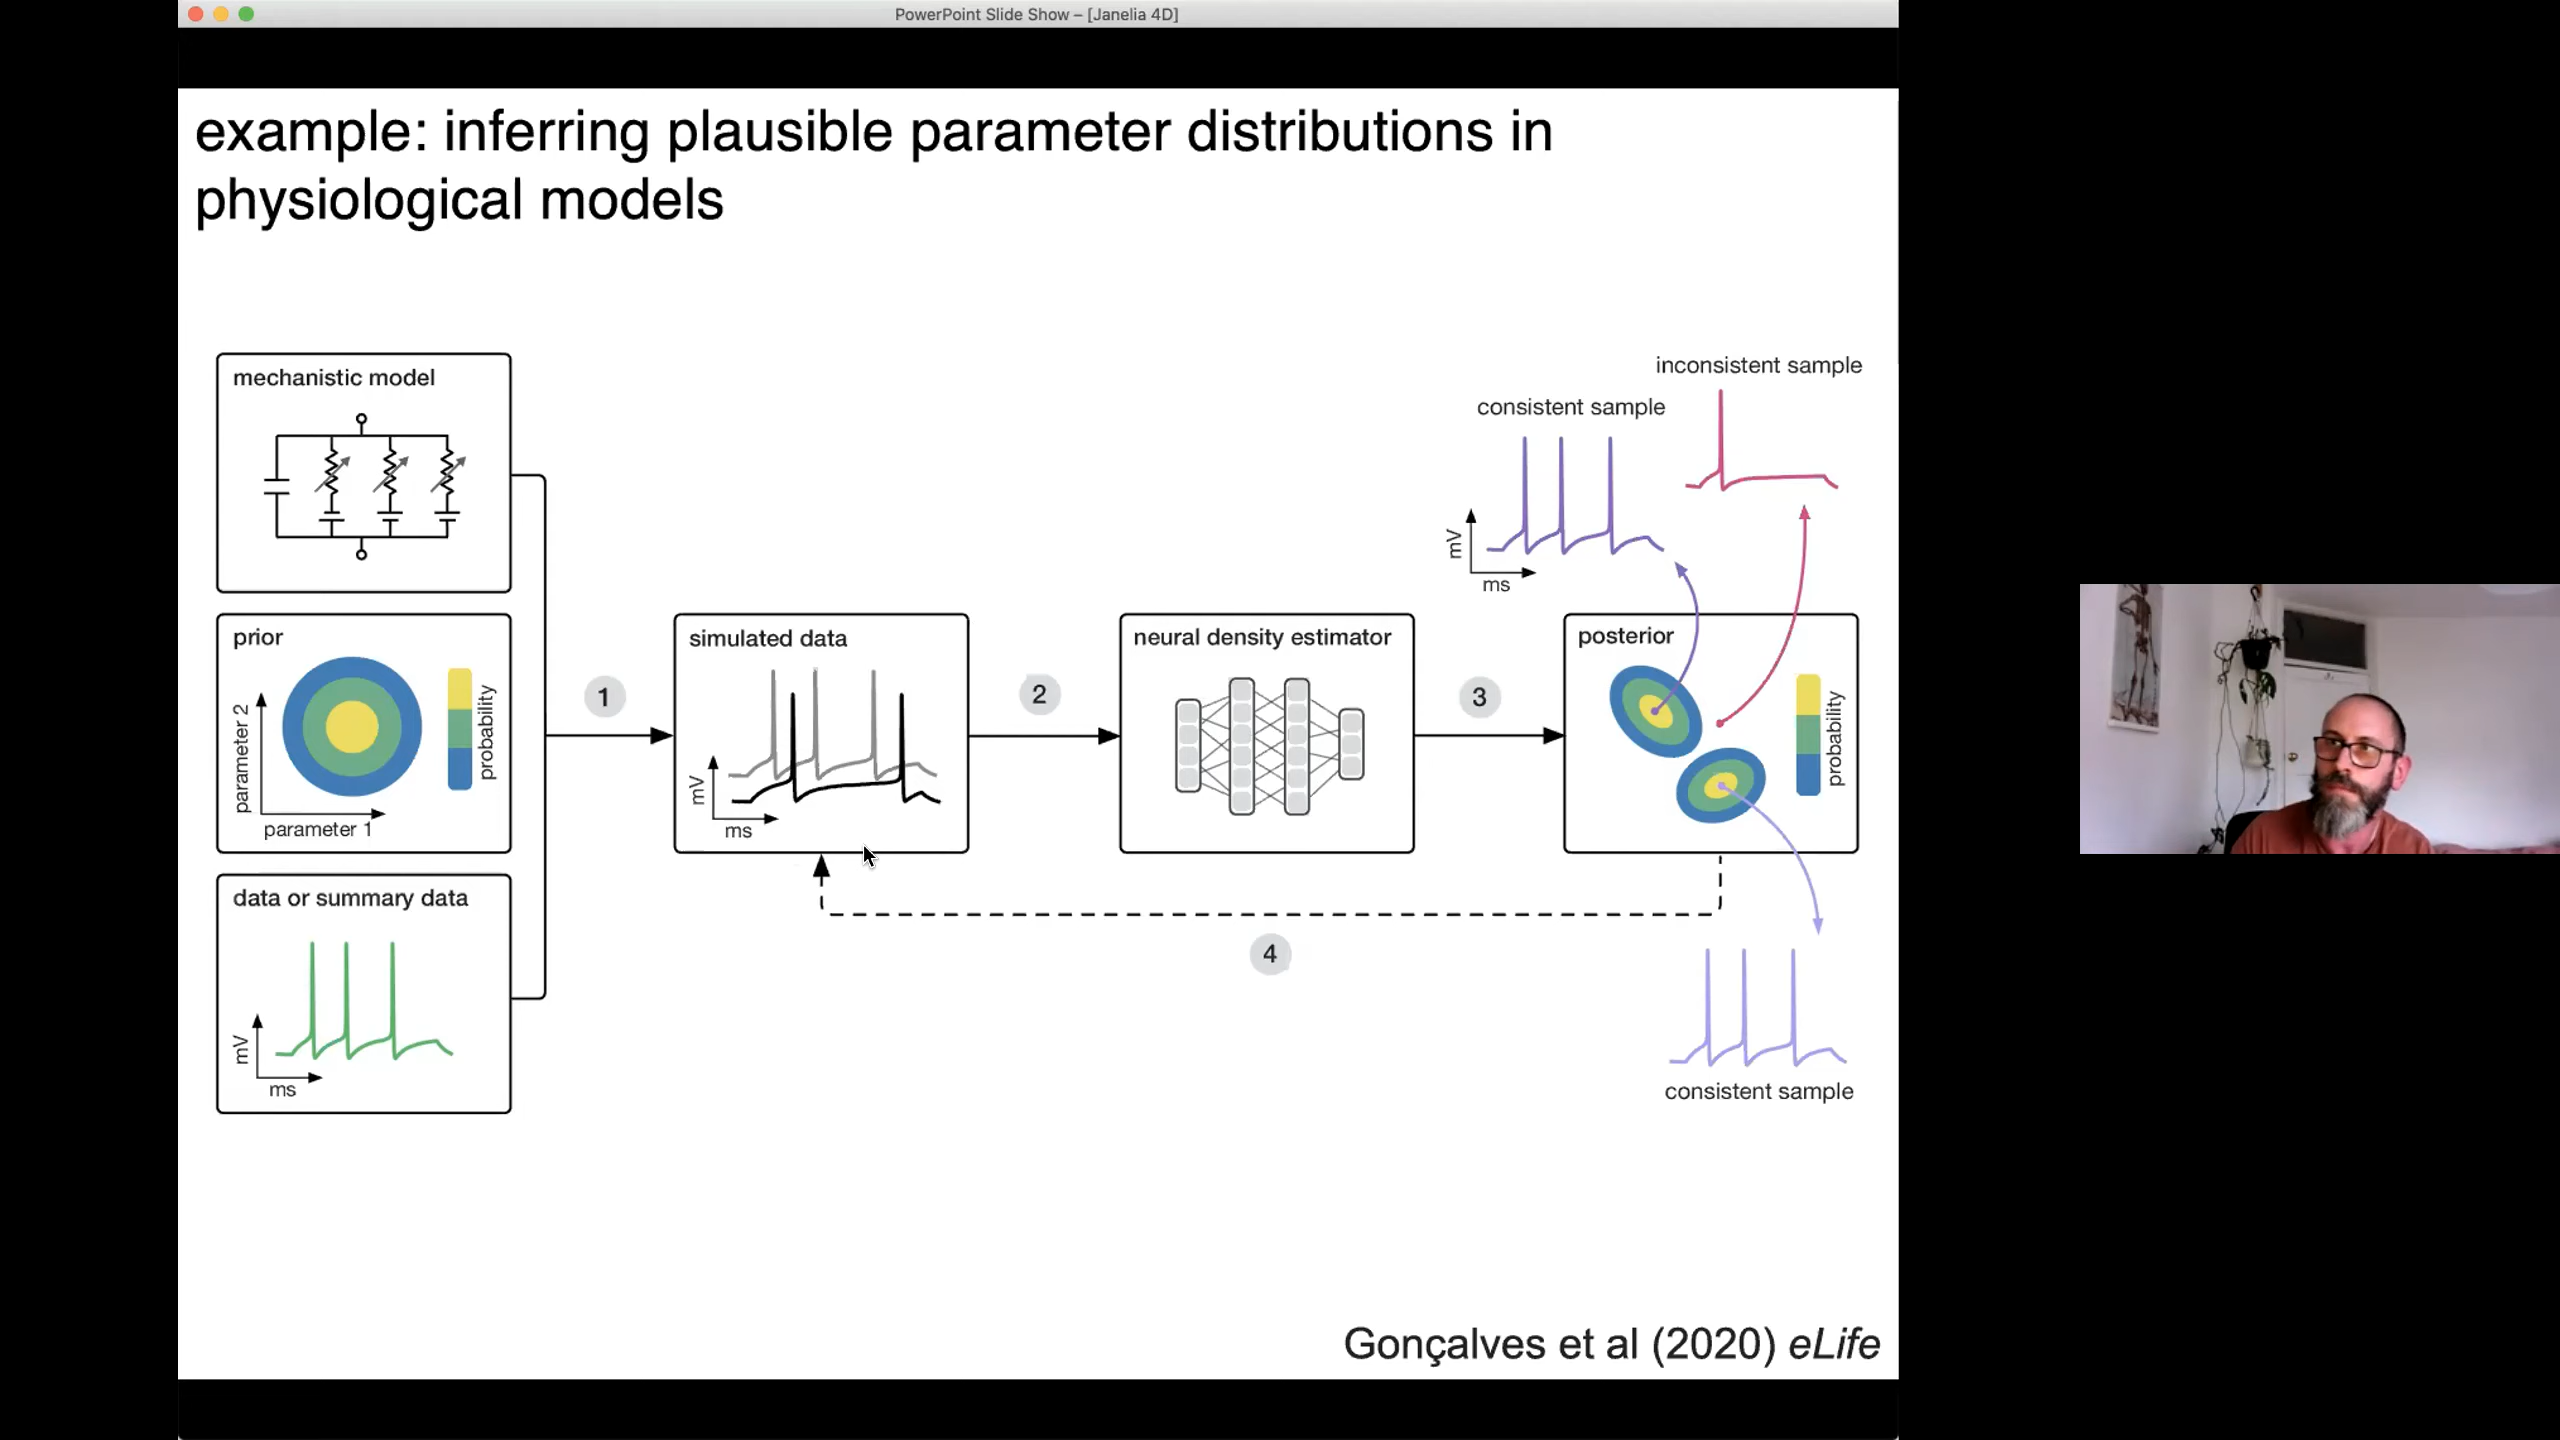 PowerPoint Slide Show – [Janelia 4D]
example: inferring plausible parameter distributions in
physiological models
mechanistic model
prior
parameter 2
parameter 1
probability
data or summary data
mV
ms
1
simulated data
mV
ms
2
neural density estimator
3
consistent sample
mV
ms
inconsistent sample
posterior
probability
4
consistent sample
Gonçalves et al (2020) eLife